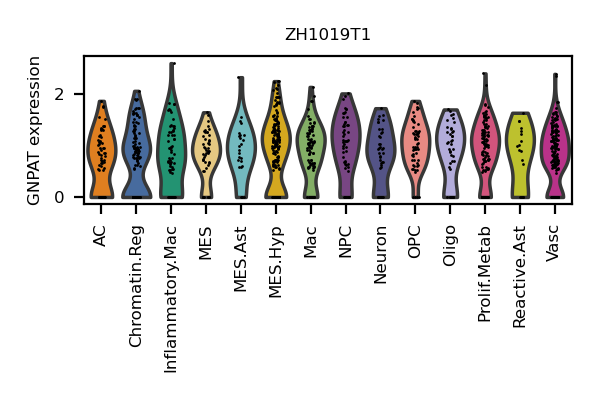 ZH1019T1
GNPAT expression
2
0
AC
Chromatin.Reg
Inflammatory.Mac
MES
MES.Ast
MES.Hyp
Mac
NPC
Neuron
OPC
Oligo
Prolif.Metab
Reactive.Ast
Vasc